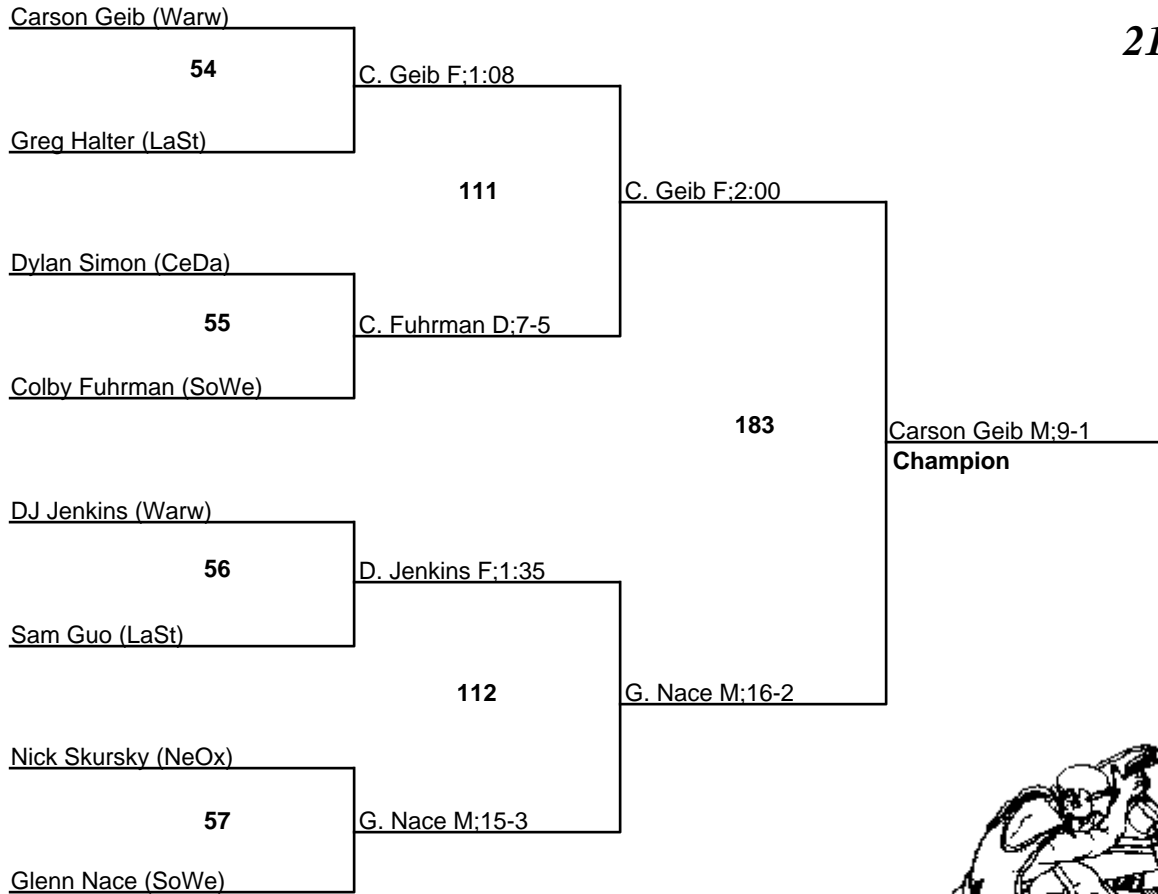 Carson Geib (Warw)
21
54
C. Geib F;1:08
Greg Halter (LaSt)
111
C. Geib F;2:00
Dylan Simon (CeDa)
55
C. Fuhrman D;7-5
Colby Fuhrman (SoWe)
183
Carson Geib M;9-1
Champion
DJ Jenkins (Warw)
56
D. Jenkins F;1:35
Sam Guo (LaSt)
112
G. Nace M;16-2
Nick Skursky (NeOx)
57
G. Nace M;15-3
Glenn Nace (SoWe)